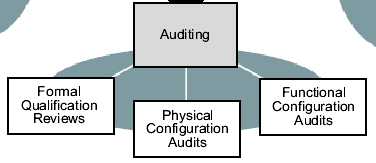 Auditing
Formal
Qualification
Reviews
Physical
Configuration
Audits
Functional
Configuration
Audits